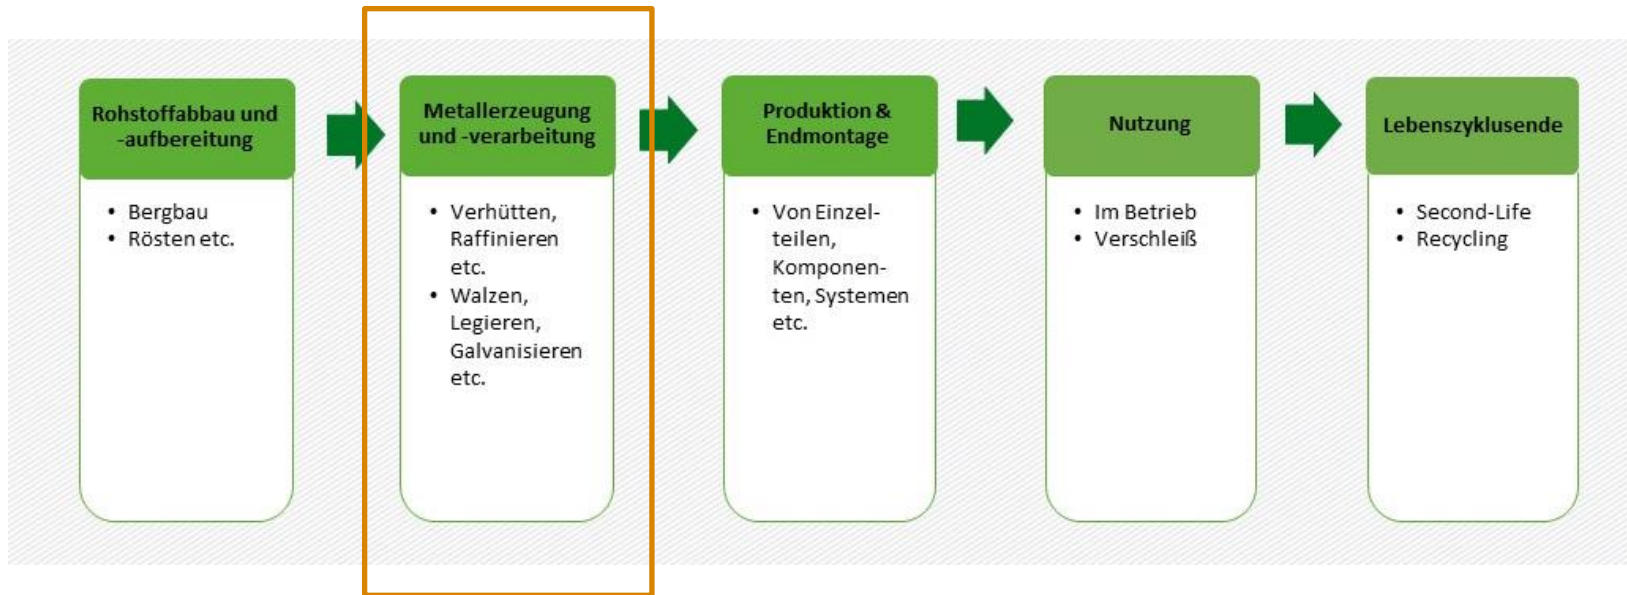 Rohstoffabbau und
-aufbereitung
• Bergbau
• Rösten etc.
Metallerzeugung
und -verarbeitung
• Verhütten,
Raffinieren
etc.
• Walzen,
Legieren,
Galvanisieren
etc.
Produktion &
Endmontage
• Von Einzel-
teilen,
Komponen-
ten, Systemen
etc.
Nutzung
• Im Betrieb
• Verschleiß
Lebenszyklusende
• Second-Life
• Recycling